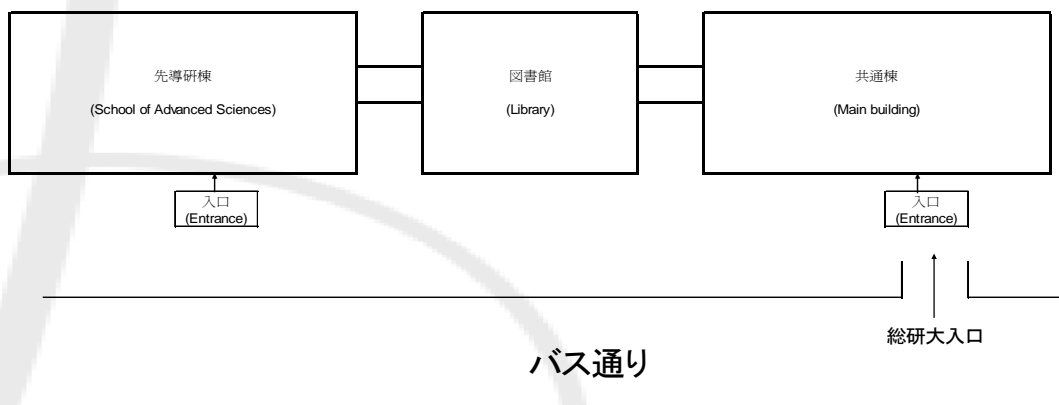 先導研棟
(School of Advanced Sciences)
図書館
(Library)
共通棟
(Main building)
入口
(Entrance)
入口
(Entrance)
総研大入口
バス通り